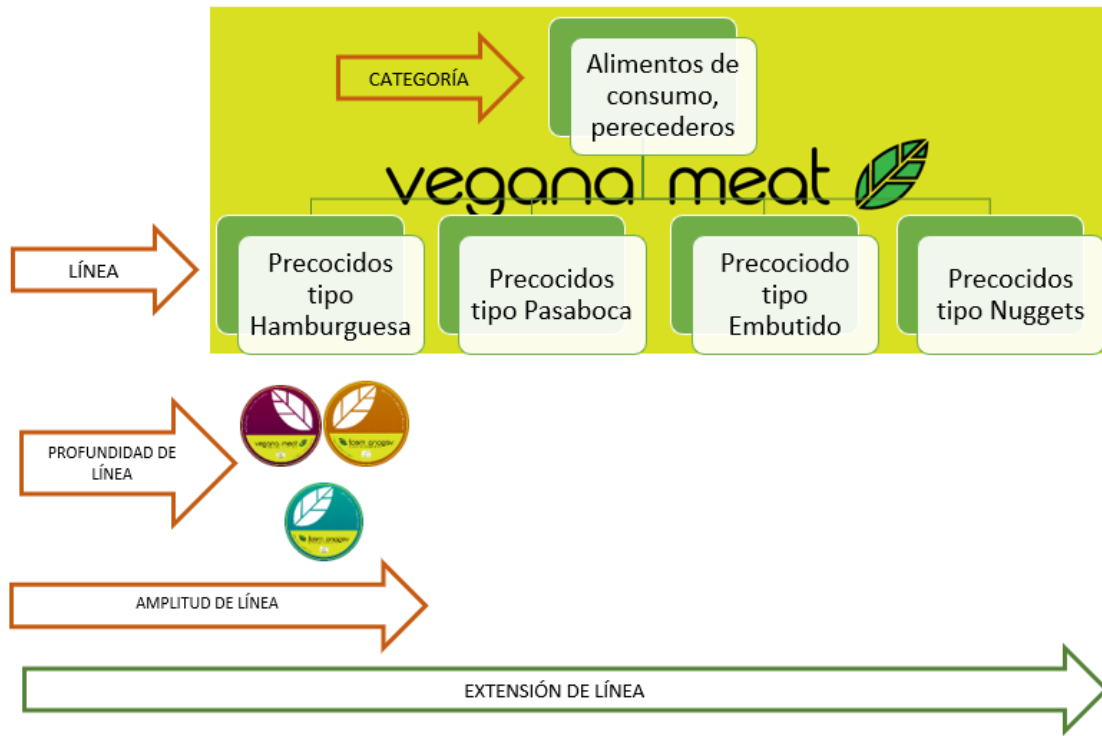 CATEGORÍA
Alimentos de
consumo,
perecederos
vegana meat
LÍNEA
Precocidos
tipo
Hamburguesa
Precocidos
tipo Pasaboca
Precociodo
tipo
Embutido
Precocidos
tipo Nuggets
PROFUNDIDAD DE
LÍNEA
vegana meat
AMPLITUD DE LÍNEA
EXTENSIÓN DE LÍNEA